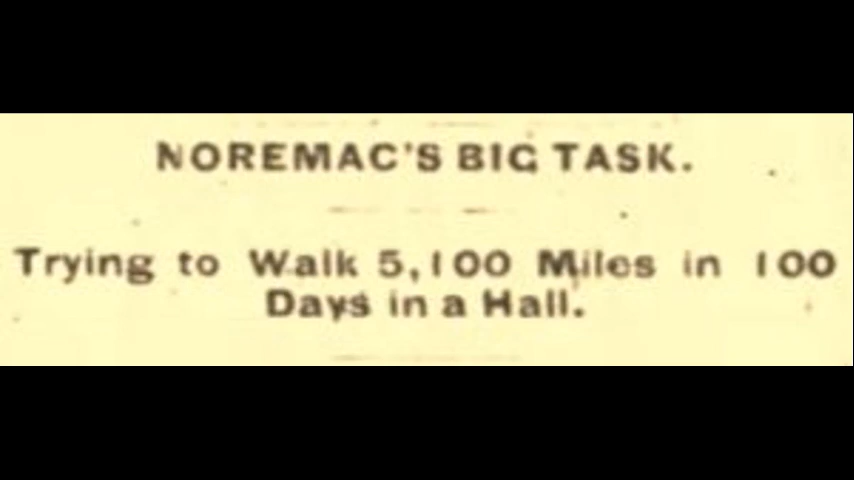 NOREMAC'S BIG TASK.
Trying to Walk 5,100 Miles in 100
Days in a Hall.